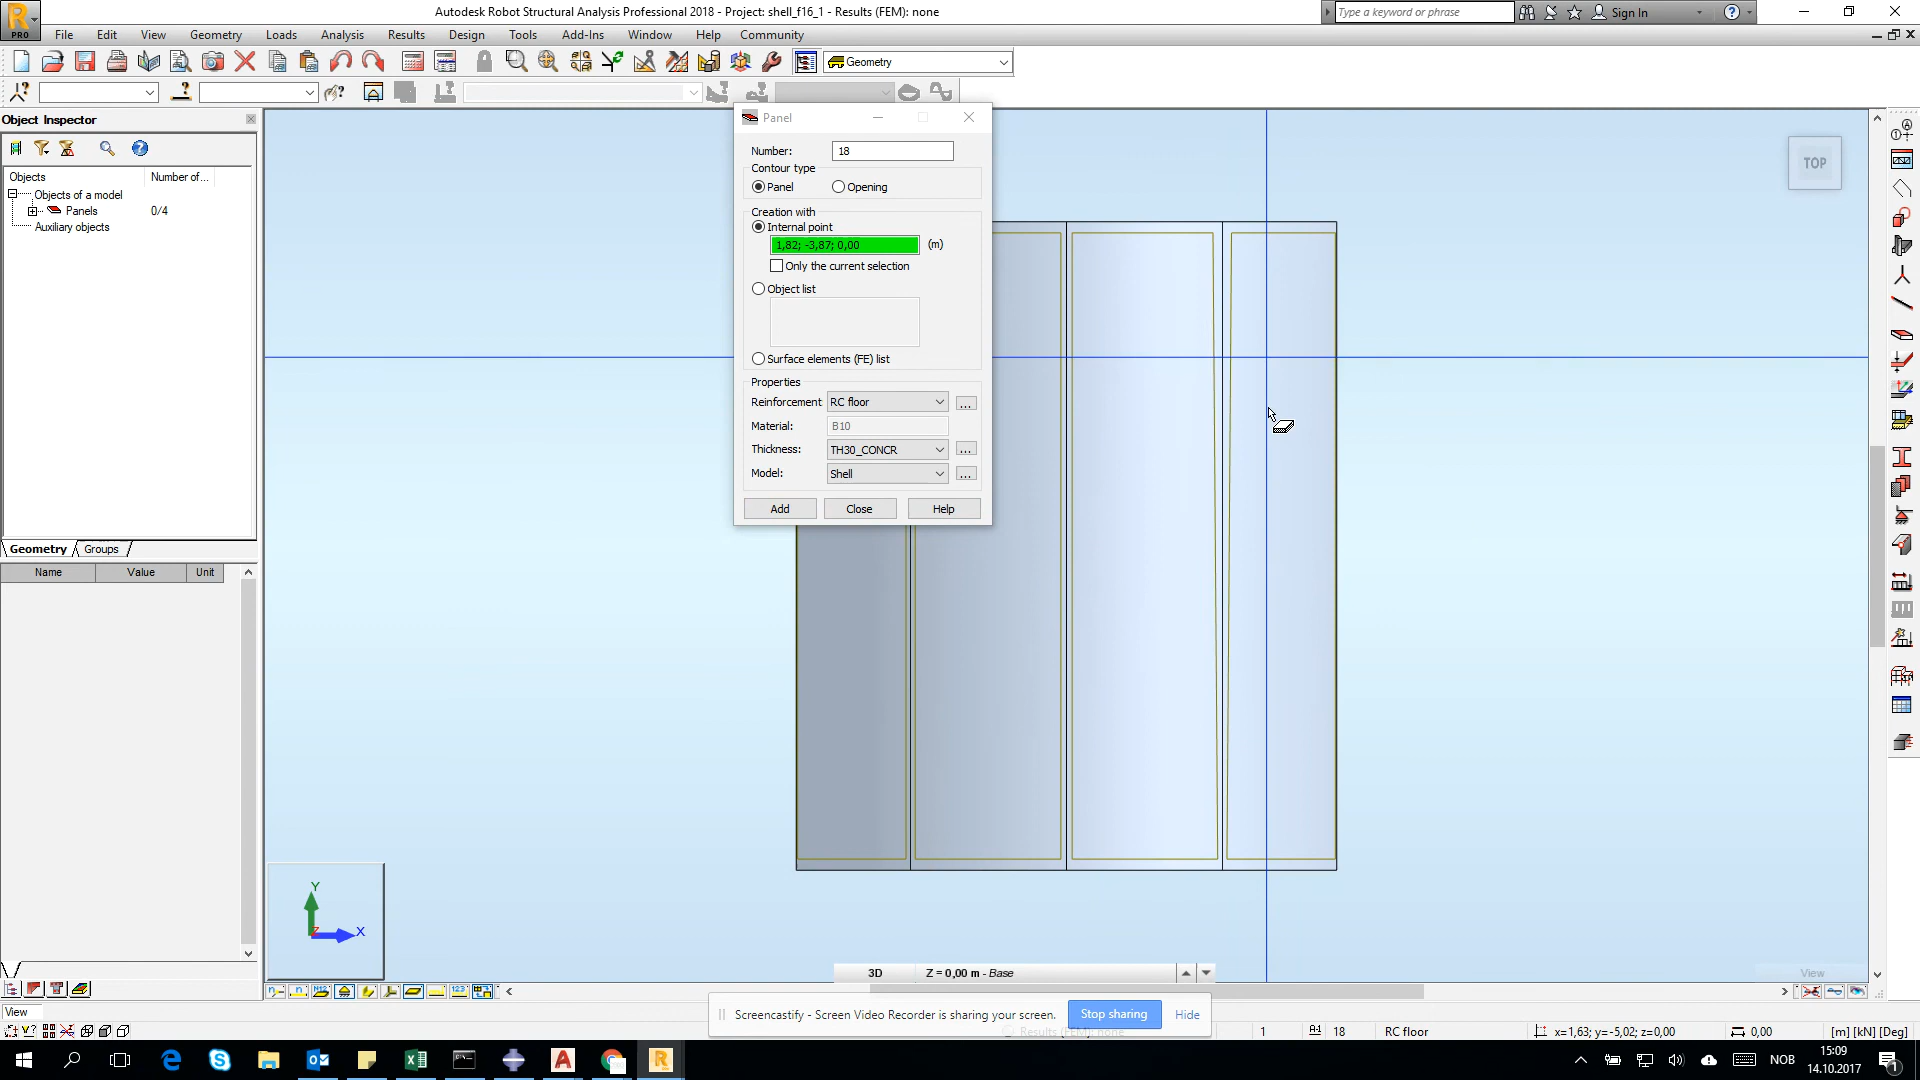 Autodesk Robot Structural Analysis Professional 2018 - Project: shell_f16_1 - Results (FEM): none
Type a keyword or phrase
Sign In
PRO
File Edit View Geometry Loads Analysis Results Design Tools Add-Ins Window Help Community
Geometry
Object Inspector
Objects Number of...
Objects of a model
Panels 0/4
Auxiliary objects
Geometry Groups
Name Value Unit
Panel
Number: 18
Contour type
Panel Opening
Creation with
Internal point
1,82; -3,87; 0,00 (m)
Only the current selection
Object list
Surface elements (FE) list
Properties
Reinforcement RC floor ...
Material: B10
Thickness: TH30_CONCR ...
Model: Shell ...
Add Close Help
TOP
Y
Z
X
3D Z = 0,00 m - Base
View
View
Screencastify - Screen Video Recorder is sharing your screen. Stop sharing Hide
Results (FEM): none
1 18 RC floor x=1,63; y=-5,02; z=0,00 0,00 [m] [kN] [Deg]
NOB
15:09
14.10.2017
1